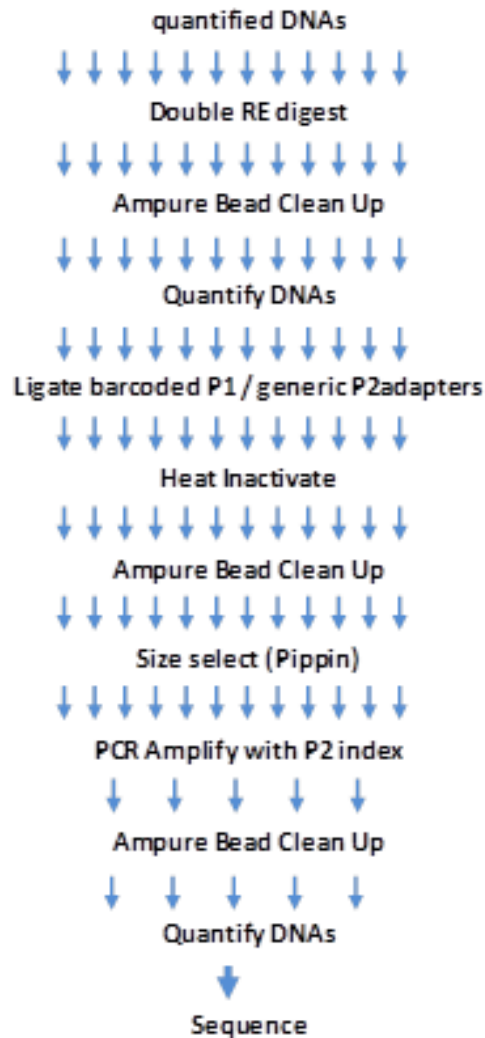 quantified DNAs
Double RE digest
Ampure Bead Clean Up
Quantify DNAs
Ligate barcoded P1 / generic P2adapters
Heat Inactivate
Ampure Bead Clean Up
Size select (Pippin)
PCR Amplify with P2 index
Ampure Bead Clean Up
Quantify DNAs
Sequence